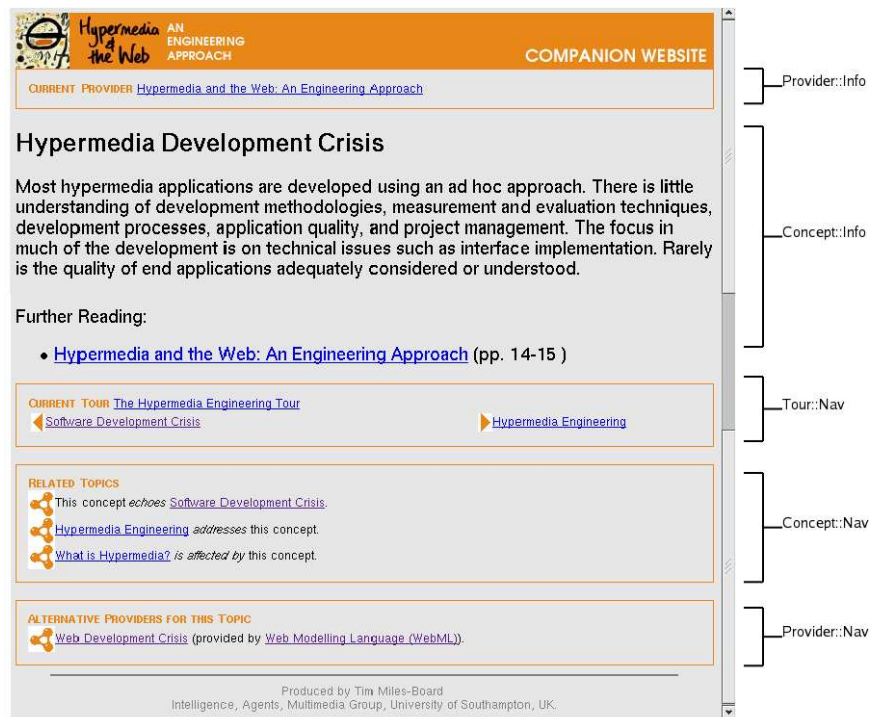 Hypermedia & the Web
AN ENGINEERING APPROACH
COMPANION WEBSITE
CURRENT PROVIDER Hypermedia and the Web: An Engineering Approach
Provider::Info
Hypermedia Development Crisis
Most hypermedia applications are developed using an ad hoc approach. There is little
understanding of development methodologies, measurement and evaluation techniques,
development processes, application quality, and project management. The focus in
much of the development is on technical issues such as interface implementation. Rarely
is the quality of end applications adequately considered or understood.
Concept::Info
Further Reading:
• Hypermedia and the Web: An Engineering Approach (pp. 14-15 )
CURRENT TOUR The Hypermedia Engineering Tour
Software Development Crisis
Hypermedia Engineering
Tour::Nav
RELATED TOPICS
This concept echoes Software Development Crisis.
Hypermedia Engineering addresses this concept.
What is Hypermedia? is affected by this concept.
Concept::Nav
ALTERNATIVE PROVIDERS FOR THIS TOPIC
Web Development Crisis (provided by Web Modelling Language (WebML)).
Provider::Nav
Produced by Tim Miles-Board
Intelligence, Agents, Multimedia Group, University of Southampton, UK.